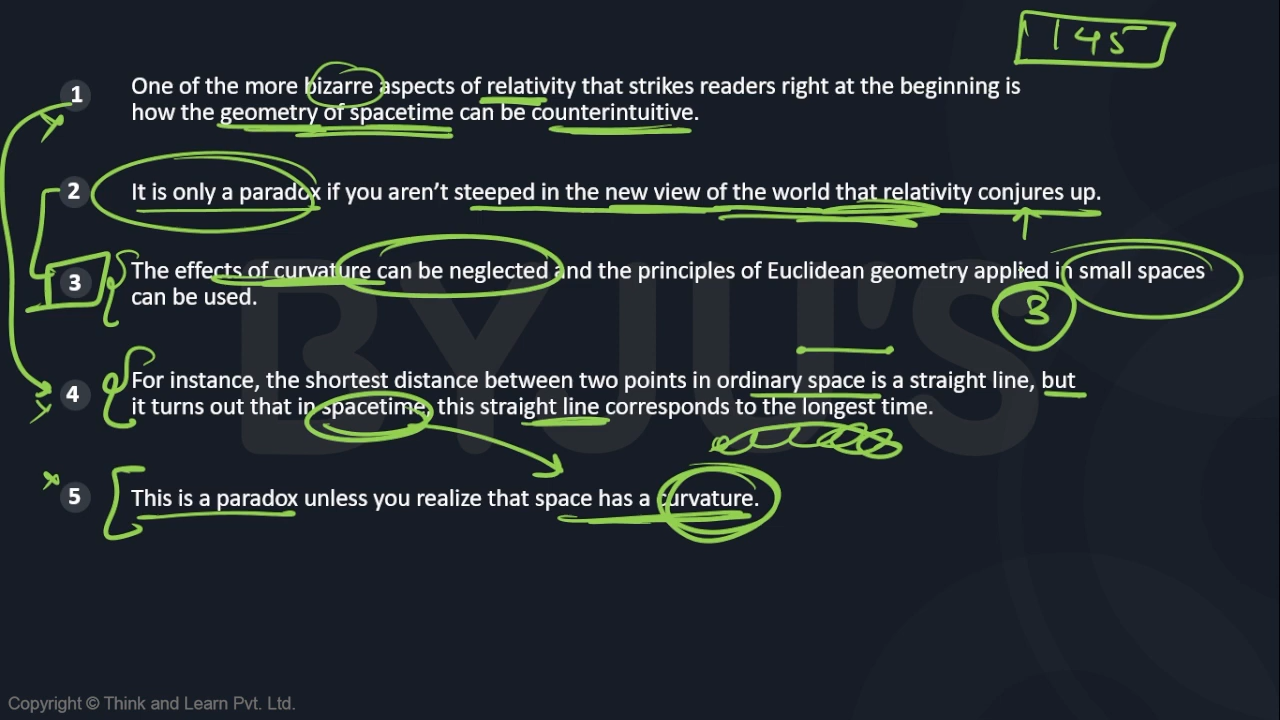 145
1
One of the more bizarre aspects of relativity that strikes readers right at the beginning is
how the geometry of spacetime can be counterintuitive.
2
It is only a paradox if you aren't steeped in the new view of the world that relativity conjures up.
3
The effects of curvature can be neglected and the principles of Euclidean geometry applied in small spaces
can be used.
3
4
For instance, the shortest distance between two points in ordinary space is a straight line, but
it turns out that in spacetime, this straight line corresponds to the longest time.
5
This is a paradox unless you realize that space has a curvature.
BYJU'S
Copyright © Think and Learn Pvt. Ltd.